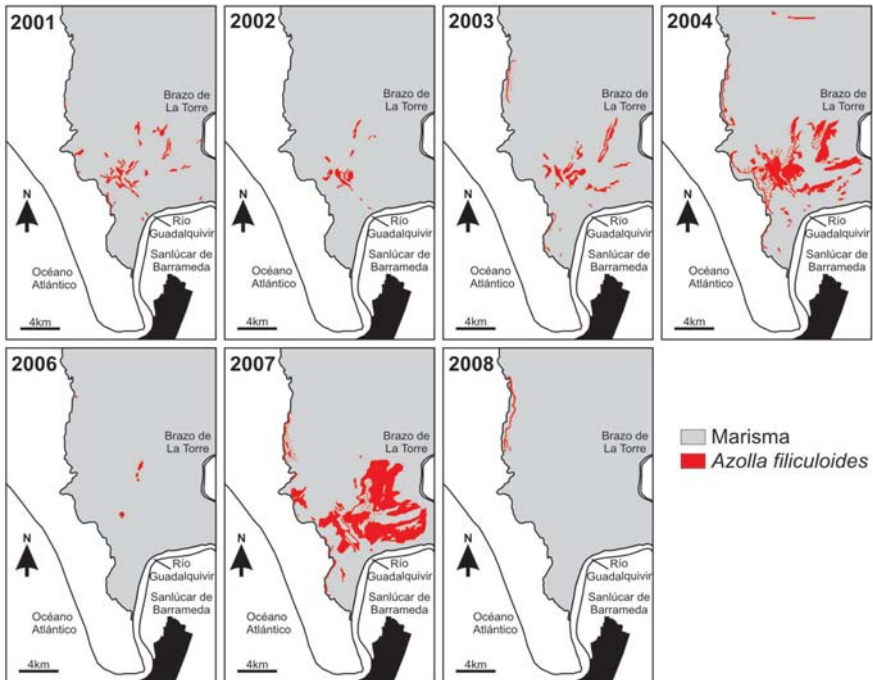 2001
Brazo de
La Torre
N
Río
Guadalquivir
Sanlúcar de
Barrameda
Océano
Atlántico
4km
2002
Brazo de
La Torre
N
Río
Guadalquivir
Sanlúcar de
Barrameda
Océano
Atlántico
4km
2003
Brazo de
La Torre
N
Río
Guadalquivir
Sanlúcar de
Barrameda
Océano
Atlántico
4km
2004
Brazo de
La Torre
N
Río
Guadalquivir
Sanlúcar de
Barrameda
Océano
Atlántico
4km
2006
Brazo de
La Torre
N
Río
Guadalquivir
Sanlúcar de
Barrameda
Océano
Atlántico
4km
2007
Brazo de
La Torre
N
Río
Guadalquivir
Sanlúcar de
Barrameda
Océano
Atlántico
4km
2008
Brazo de
La Torre
N
Río
Guadalquivir
Sanlúcar de
Barrameda
Océano
Atlántico
4km
Marisma
Azolla filiculoides